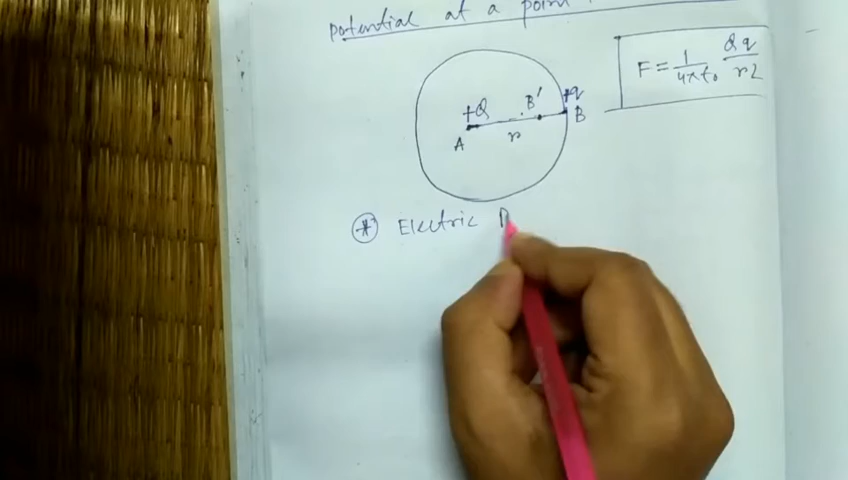 potential at a point
F = 1/4πε₀ Qq/r2
+Q
B'
+q
A
r
B
* Electric P